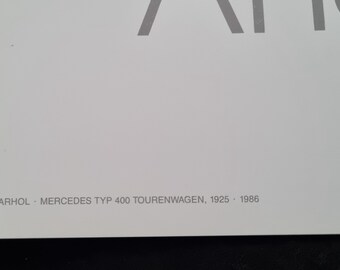 ARHOL · MERCEDES TYP 400 TOURENWAGEN, 1925 · 1986